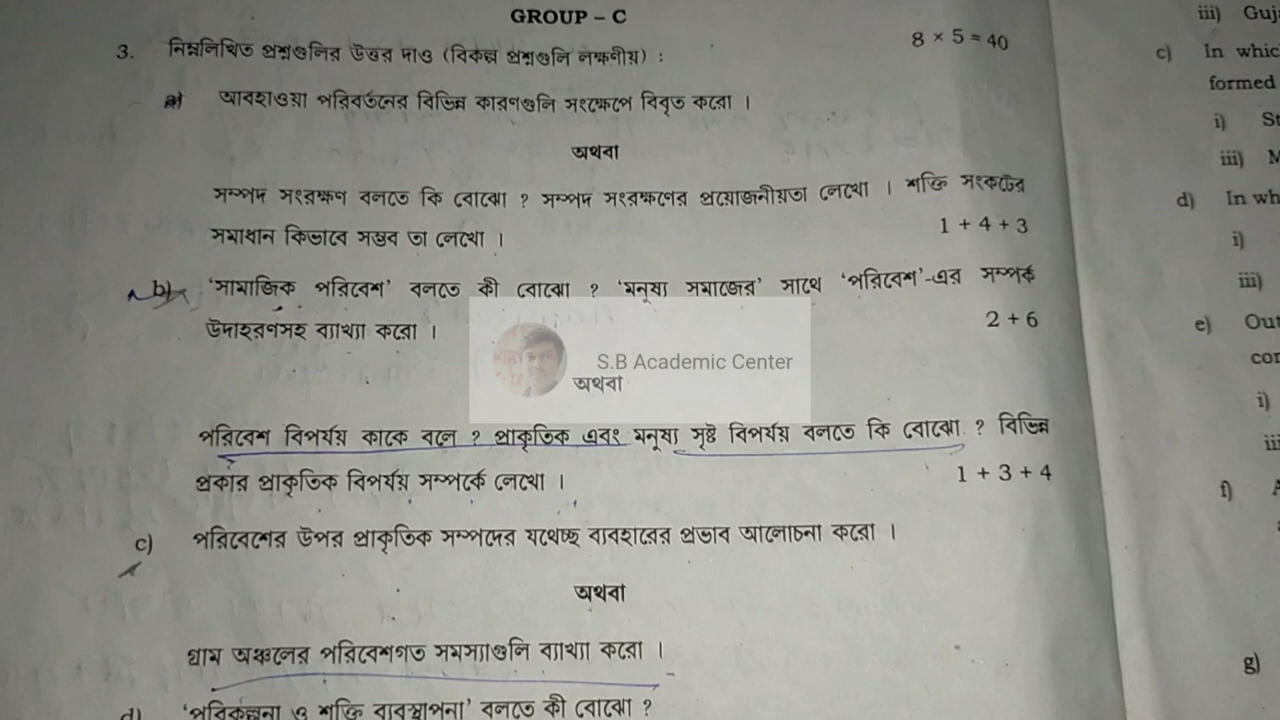 GROUP – C
3. নিম্নলিখিত প্রশ্নগুলির উত্তর দাও (বিকল্প প্রশ্নগুলি লক্ষণীয়) : 8 × 5 = 40
a) আবহাওয়া পরিবর্তনের বিভিন্ন কারণগুলি সংক্ষেপে বিবৃত করো ।
অথবা
সম্পদ সংরক্ষণ বলতে কি বোঝো ? সম্পদ সংরক্ষণের প্রয়োজনীয়তা লেখো । শক্তি সংকটের
সমাধান কিভাবে সম্ভব তা লেখো । 1 + 4 + 3
b) ‘সামাজিক পরিবেশ’ বলতে কী বোঝো ? ‘মনুষ্য সমাজের’ সাথে ‘পরিবেশ’-এর সম্পর্ক
উদাহরণসহ ব্যাখ্যা করো । 2 + 6
S.B Academic Center
অথবা
পরিবেশ বিপর্যয় কাকে বলে ? প্রাকৃতিক এবং মনুষ্য সৃষ্ট বিপর্যয় বলতে কি বোঝো ? বিভিন্ন
প্রকার প্রাকৃতিক বিপর্যয় সম্পর্কে লেখো । 1 + 3 + 4
c) পরিবেশের উপর প্রাকৃতিক সম্পদের যথেচ্ছ ব্যবহারের প্রভাব আলোচনা করো ।
অথবা
গ্রাম অঞ্চলের পরিবেশগত সমস্যাগুলি ব্যাখ্যা করো ।
d) ‘পরিকল্পনা ও শক্তি ব্যবস্থাপনা’ বলতে কী বোঝো ?
iii) Guj
c) In whic
formed
i) St
iii) M
d) In wh
i)
iii)
e) Out
cor
i)
iii
f) A
g)